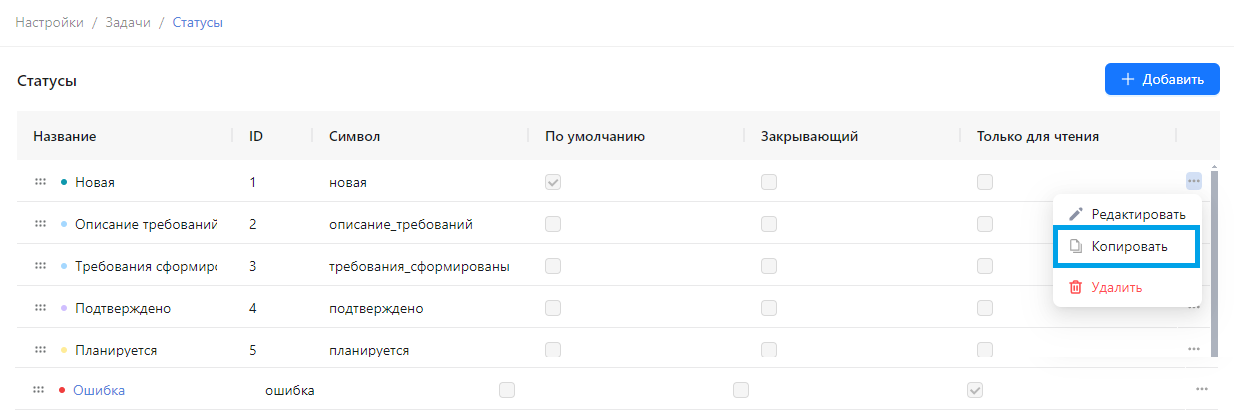 Настройки / Задачи / Статусы
Статусы
Добавить
Название ID Символ По умолчанию Закрывающий Только для чтения
Новая 1 новая
Редактировать
Описание требований 2 описание_требований
Копировать
Требования сформирс 3 требования_сформированы
Удалить
Подтверждено 4 подтверждено
Планируется 5 планируется
Ошибка ошибка